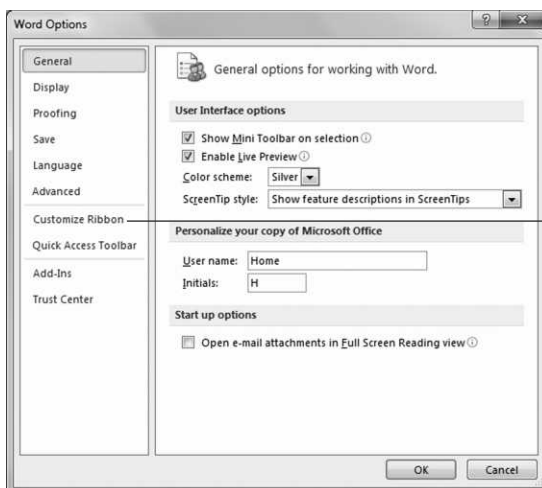 Word Options
General
Display
Proofing
Save
Language
Advanced
Customize Ribbon
Quick Access Toolbar
Add-Ins
Trust Center
General options for working with Word.
User Interface options
Show Mini Toolbar on selection
Enable Live Preview
Color scheme: Silver
ScreenTip style: Show feature descriptions in ScreenTips
Personalize your copy of Microsoft Office
User name: Home
Initials: H
Start up options
Open e-mail attachments in Full Screen Reading view
OK Cancel